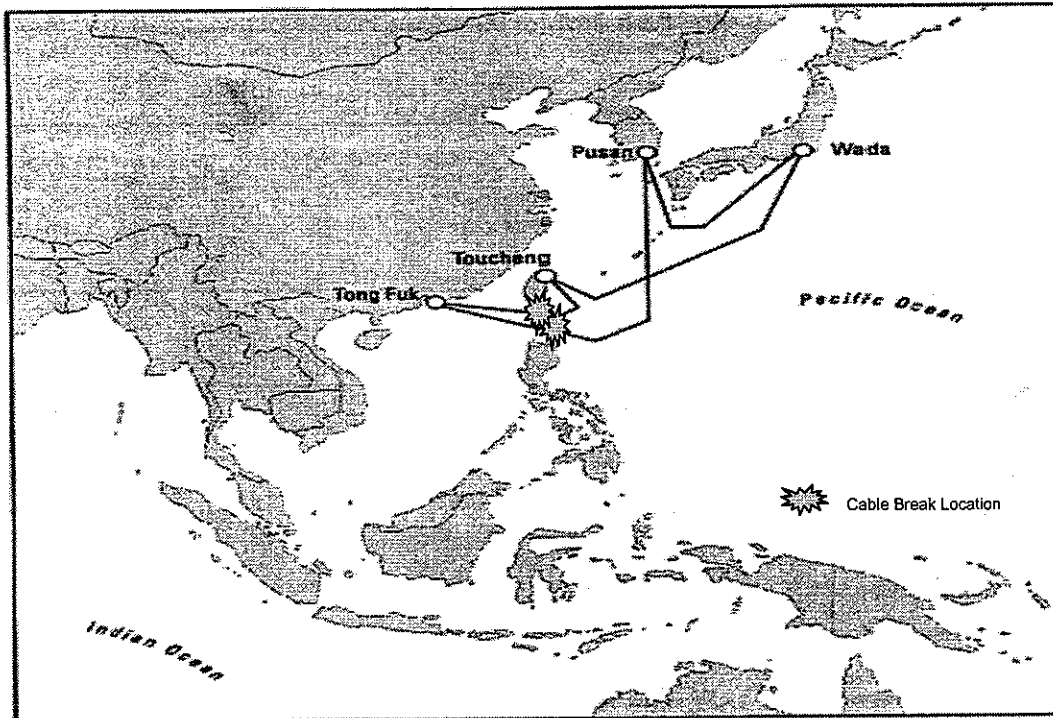 Pusan
Wada
Toucheng
Tong Fuk
Pacific Ocean
Cable Break Location
Indian Ocean